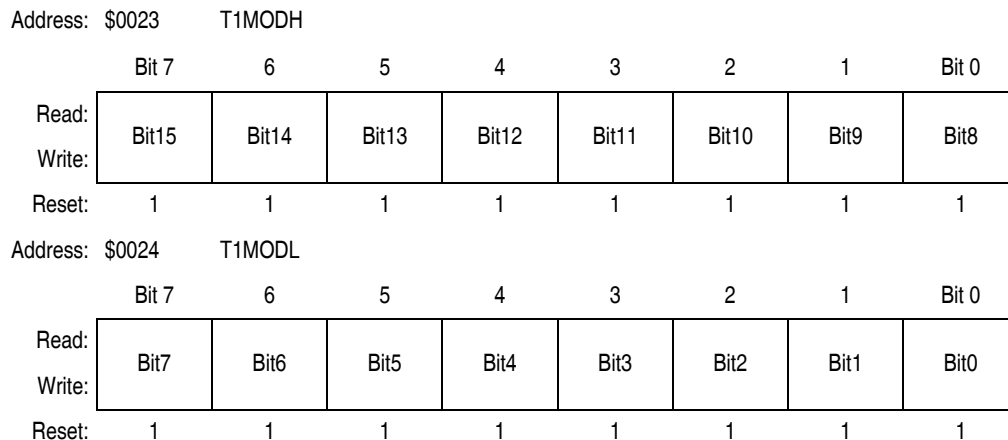 Address: $0023 T1MODH
Bit 7 6 5 4 3 2 1 Bit 0
Read:
Bit15 Bit14 Bit13 Bit12 Bit11 Bit10 Bit9 Bit8
Write:
Reset: 1 1 1 1 1 1 1 1
Address: $0024 T1MODL
Bit 7 6 5 4 3 2 1 Bit 0
Read:
Bit7 Bit6 Bit5 Bit4 Bit3 Bit2 Bit1 Bit0
Write:
Reset: 1 1 1 1 1 1 1 1